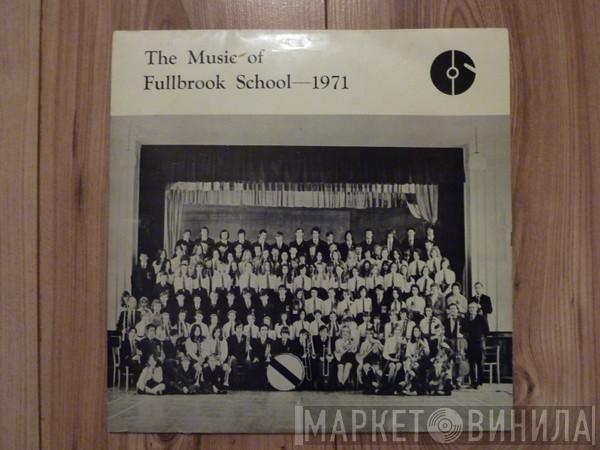 The Music of
Fullbrook School—1971
МАРКЕТ ВИНИЛА